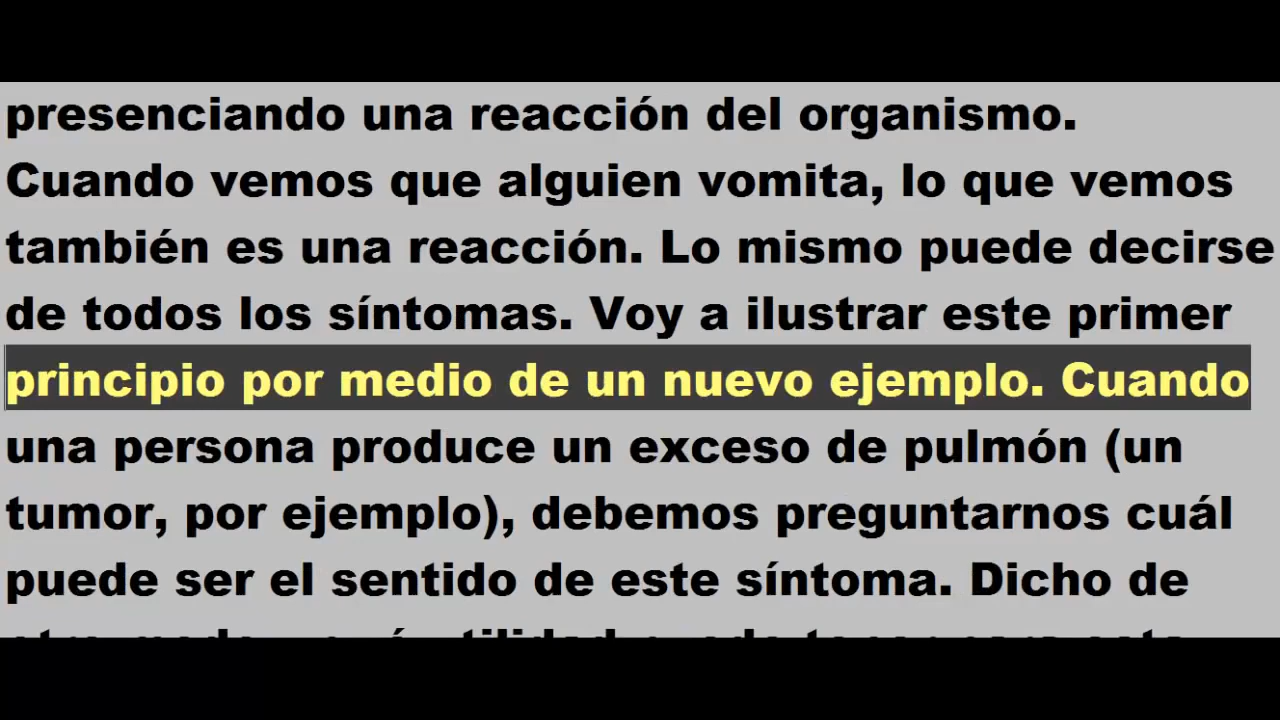 presenciando una reacción del organismo.
Cuando vemos que alguien vomita, lo que vemos
también es una reacción. Lo mismo puede decirse
de todos los síntomas. Voy a ilustrar este primer
principio por medio de un nuevo ejemplo. Cuando
una persona produce un exceso de pulmón (un
tumor, por ejemplo), debemos preguntarnos cuál
puede ser el sentido de este síntoma. Dicho de